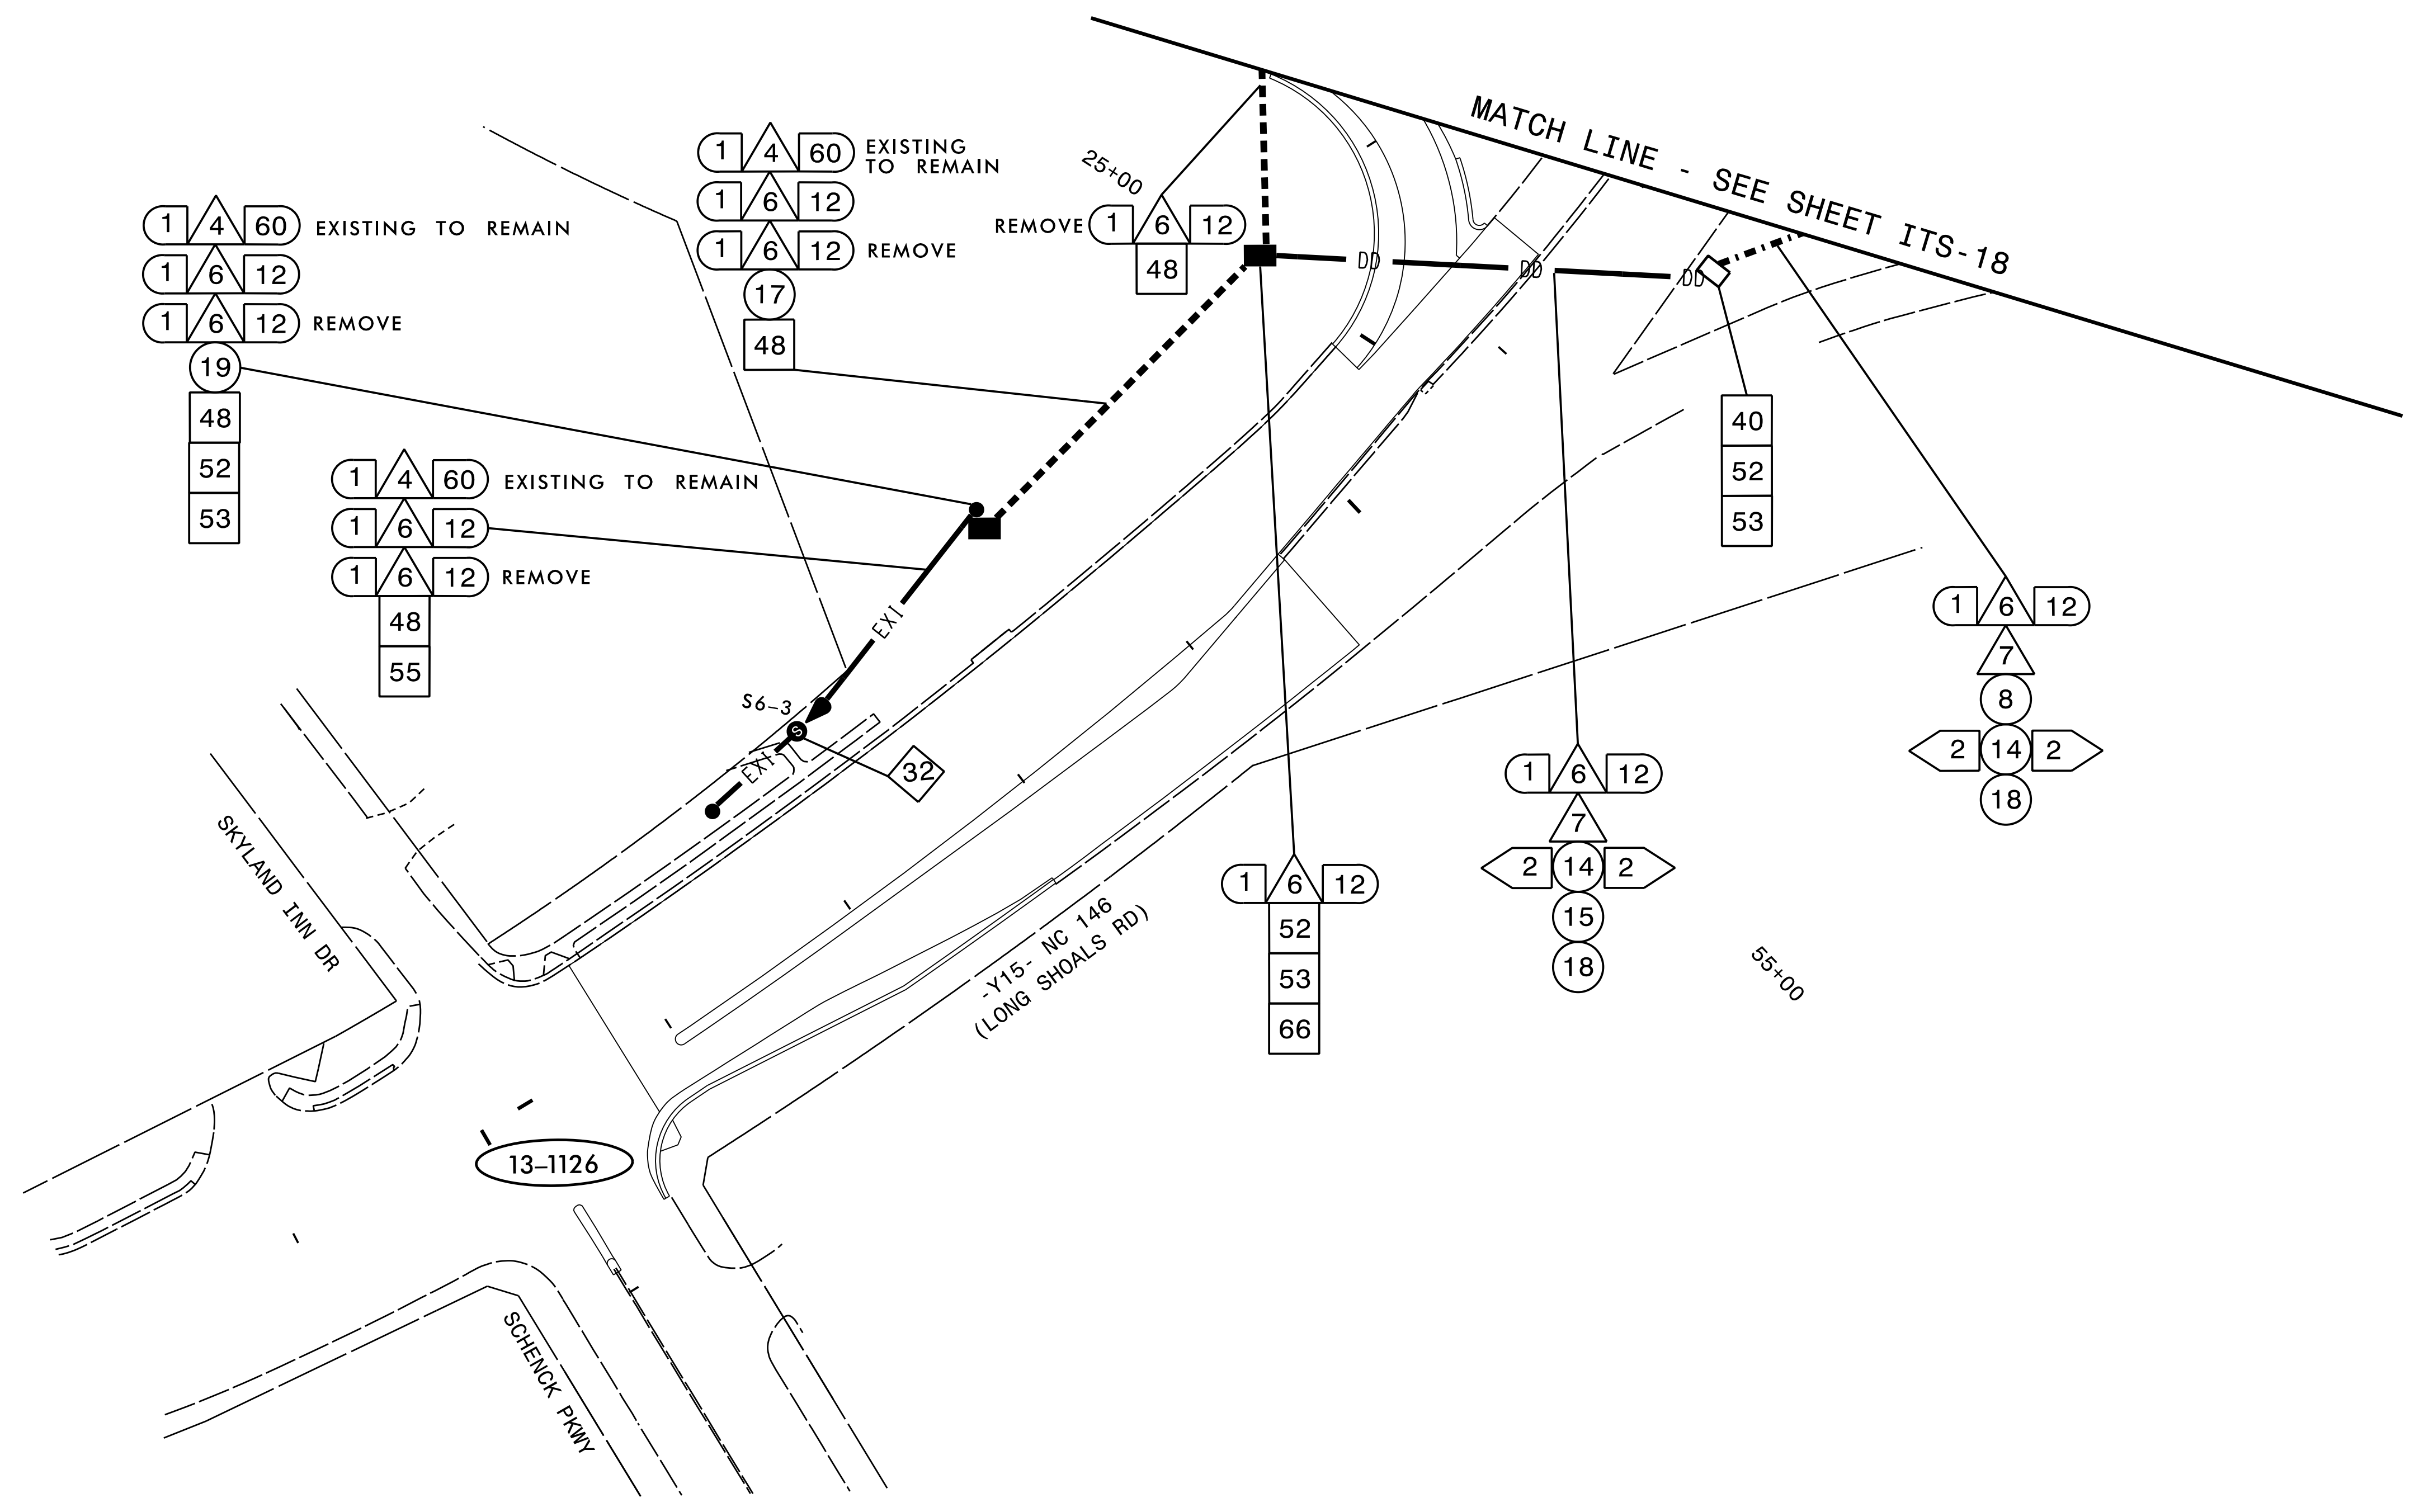 MATCH LINE - SEE SHEET ITS-18
1 4 60 EXISTING
TO REMAIN
1 6 12
1 6 12 REMOVE
17
48
25+00
REMOVE 1 6 12
48
1 4 60 EXISTING TO REMAIN
1 6 12
1 6 12 REMOVE
19
48
52
53
1 4 60 EXISTING TO REMAIN
1 6 12
1 6 12 REMOVE
48
55
DD
DD
DD
40
52
53
EXI
S6-3
S
EXI
32
1 6 12
7
8
2 14 2
18
1 6 12
7
2 14 2
15
18
1 6 12
52
53
66
55+00
SKYLAND INN DR
-Y15- NC 146
(LONG SHOALS RD)
13-1126
SCHENCK PKWY